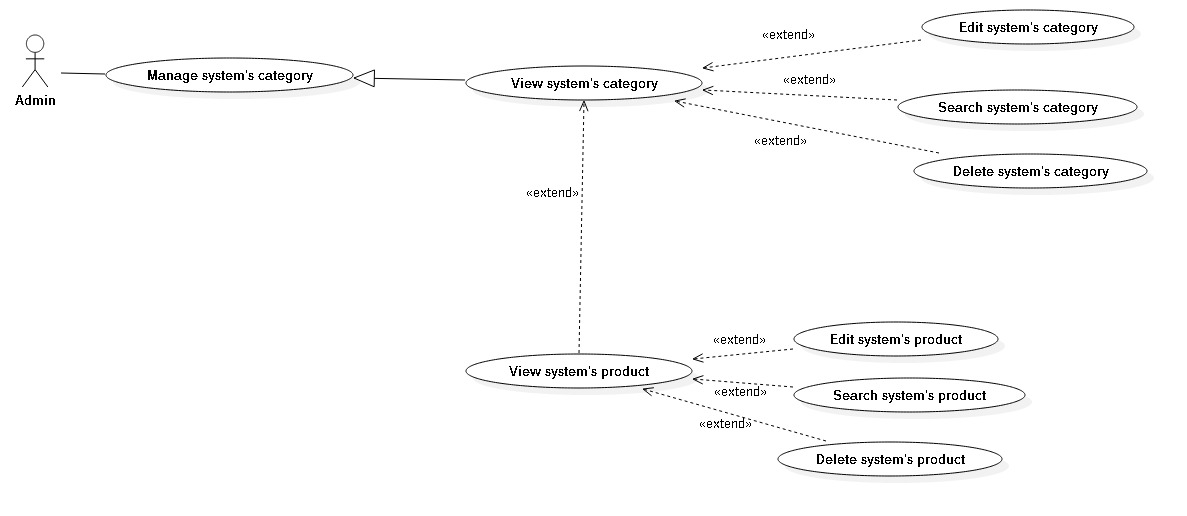 Edit system's category
«extend»
Manage system's category
View system's category
«extend»
Search system's category
Admin
«extend»
Delete system's category
«extend»
«extend»
Edit system's product
View system's product
«extend»
Search system's product
«extend»
Delete system's product